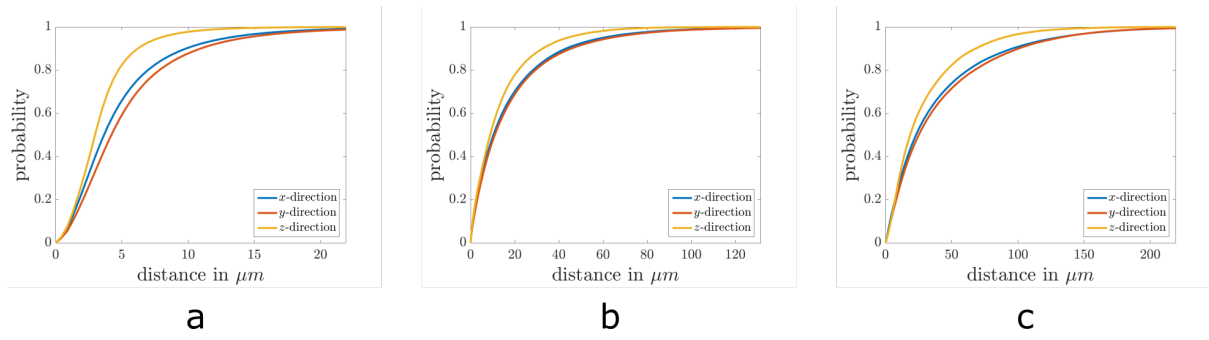 1
0.8
0.6
0.4
0.2
0
probability
0 5 10 15 20
distance in μm
x-direction
y-direction
z-direction
a
1
0.8
0.6
0.4
0.2
0
probability
0 20 40 60 80 100 120
distance in μm
x-direction
y-direction
z-direction
b
1
0.8
0.6
0.4
0.2
0
probability
0 50 100 150 200
distance in μm
x-direction
y-direction
z-direction
c